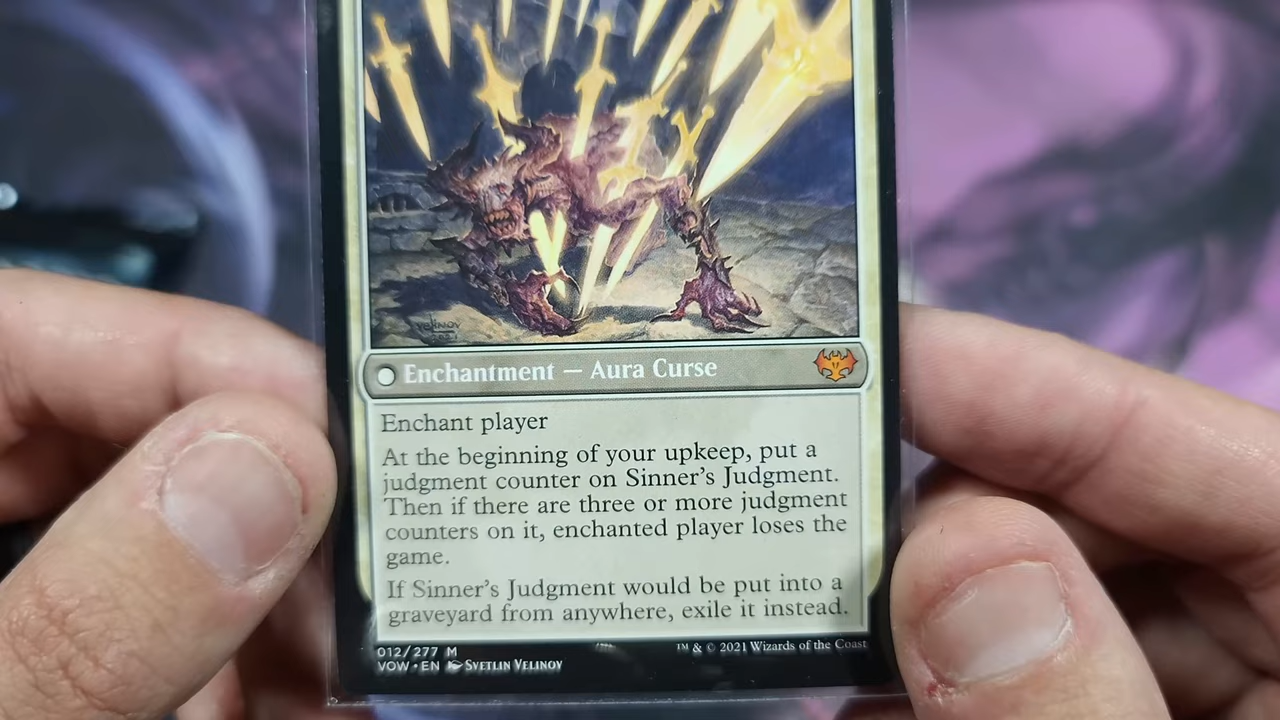 VELINOV
2021
Enchantment — Aura Curse
Enchant player
At the beginning of your upkeep, put a
judgment counter on Sinner's Judgment.
Then if there are three or more judgment
counters on it, enchanted player loses the
game.
If Sinner's Judgment would be put into a
graveyard from anywhere, exile it instead.
012/277 M
™ & © 2021 Wizards of the Coast
VOW • EN Svetlin Velinov